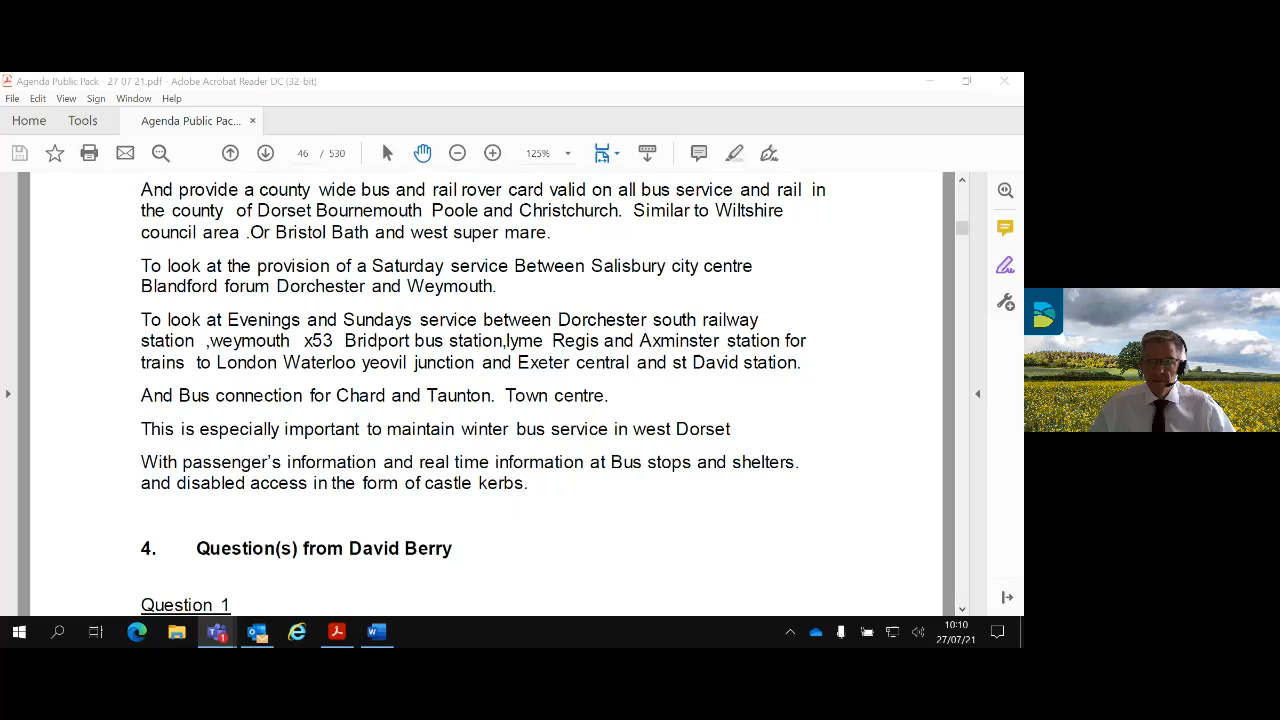 Agenda Public Pack - 27 07 21.pdf - Adobe Acrobat Reader DC (32-bit)
File Edit View Sign Window Help
Home Tools Agenda Public Pac... ×
46 / 530 125%
And provide a county wide bus and rail rover card valid on all bus service and rail in
the county of Dorset Bournemouth Poole and Christchurch. Similar to Wiltshire
council area .Or Bristol Bath and west super mare.
To look at the provision of a Saturday service Between Salisbury city centre
Blandford forum Dorchester and Weymouth.
To look at Evenings and Sundays service between Dorchester south railway
station ,weymouth x53 Bridport bus station,lyme Regis and Axminster station for
trains to London Waterloo yeovil junction and Exeter central and st David station.
And Bus connection for Chard and Taunton. Town centre.
This is especially important to maintain winter bus service in west Dorset
With passenger's information and real time information at Bus stops and shelters.
and disabled access in the form of castle kerbs.
4. Question(s) from David Berry
Question 1
10:10
27/07/21